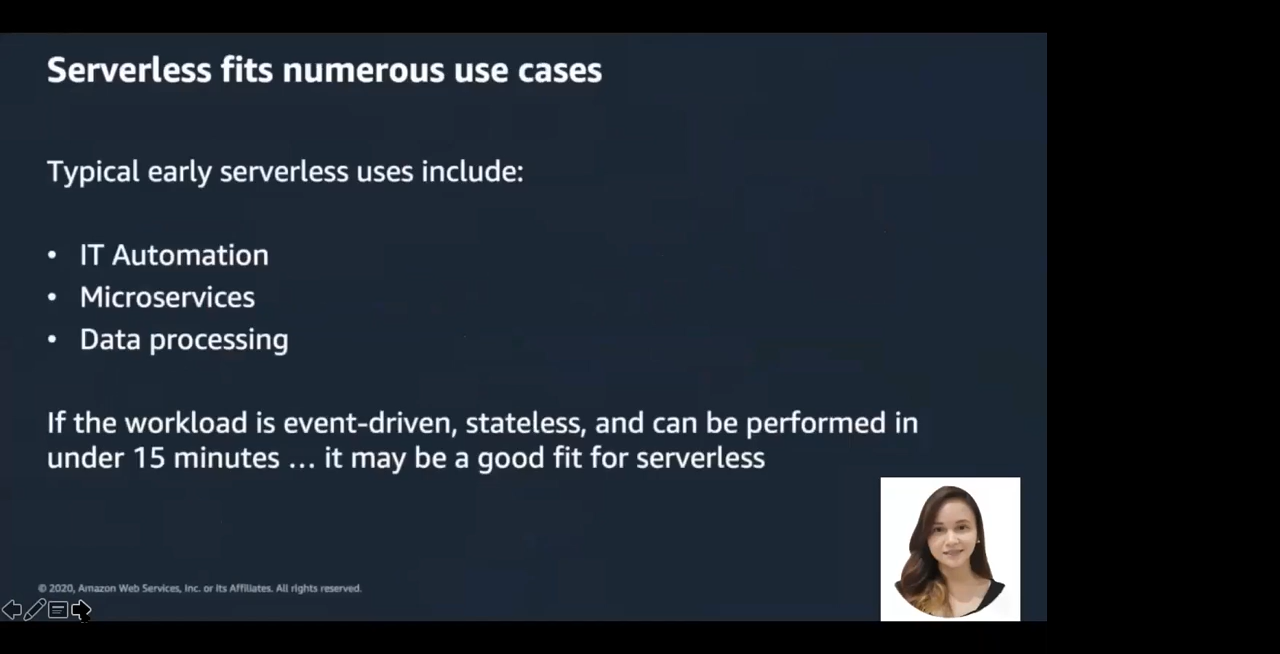 Serverless fits numerous use cases
Typical early serverless uses include:
• IT Automation
• Microservices
• Data processing
If the workload is event-driven, stateless, and can be performed in
under 15 minutes ... it may be a good fit for serverless
© 2020, Amazon Web Services, Inc. or Its Affiliates. All rights reserved.